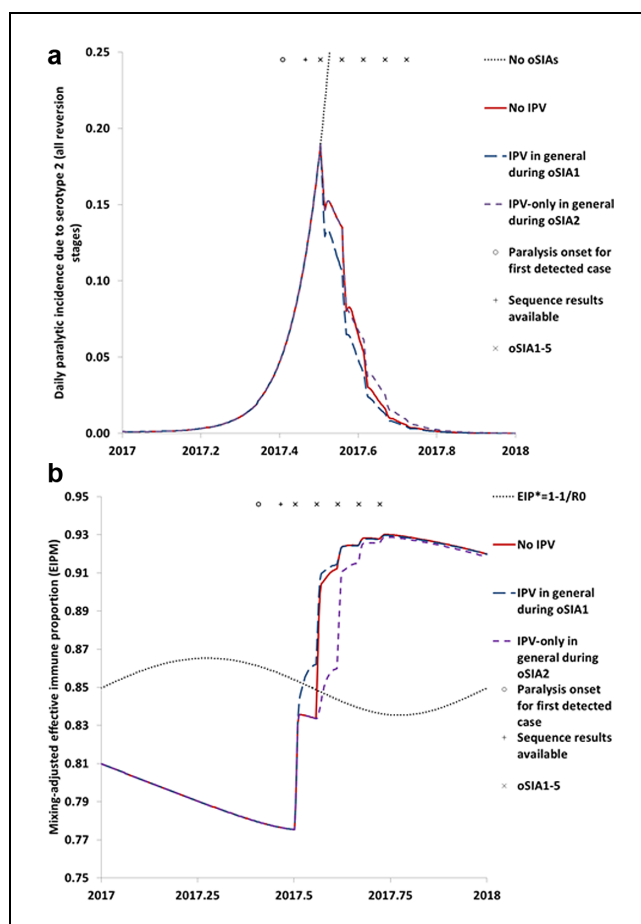 a
0.25
0.20
0.15
0.10
0.05
0.00
Daily paralytic incidence due to serotype 2 (all reversion
stages)
2017
2017.2
2017.4
2017.6
2017.8
2018
No oSIAs
No IPV
IPV in general
during oSIA1
IPV-only in general
during oSIA2
Paralysis onset for
first detected case
Sequence results
available
oSIA1-5
b
0.95
0.93
0.91
0.89
0.87
0.85
0.83
0.81
0.79
0.77
0.75
Mixing-adjusted effective immune proportion (EIPM)
2017
2017.25
2017.5
2017.75
2018
EIP*=1-1/R0
No IPV
IPV in general
during oSIA1
IPV-only in
general during
oSIA2
Paralysis onset
for first detected
case
Sequence results
available
oSIA1-5